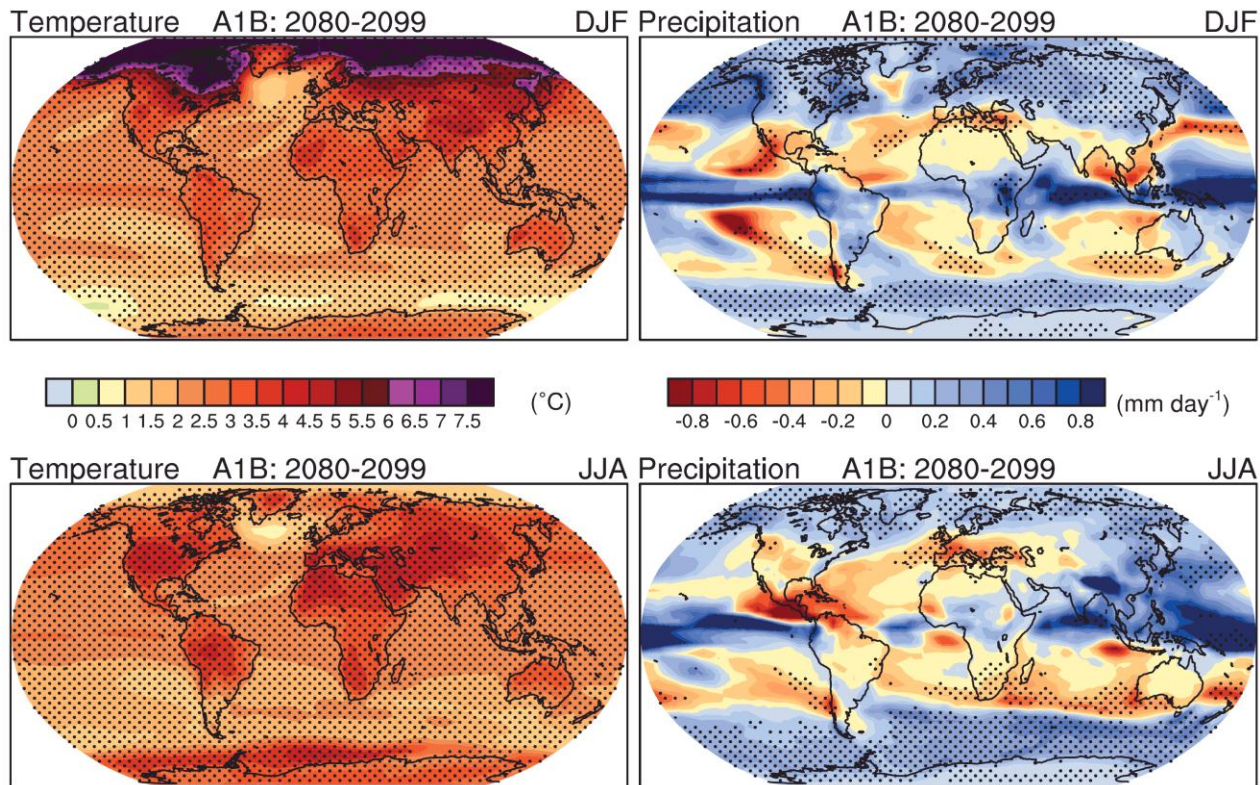 Temperature A1B: 2080-2099 DJF
Precipitation A1B: 2080-2099 DJF
0 0.5 1 1.5 2 2.5 3 3.5 4 4.5 5 5.5 6 6.5 7 7.5 (°C)
-0.8 -0.6 -0.4 -0.2 0 0.2 0.4 0.6 0.8 (mm day⁻¹)
Temperature A1B: 2080-2099 JJA
Precipitation A1B: 2080-2099 JJA